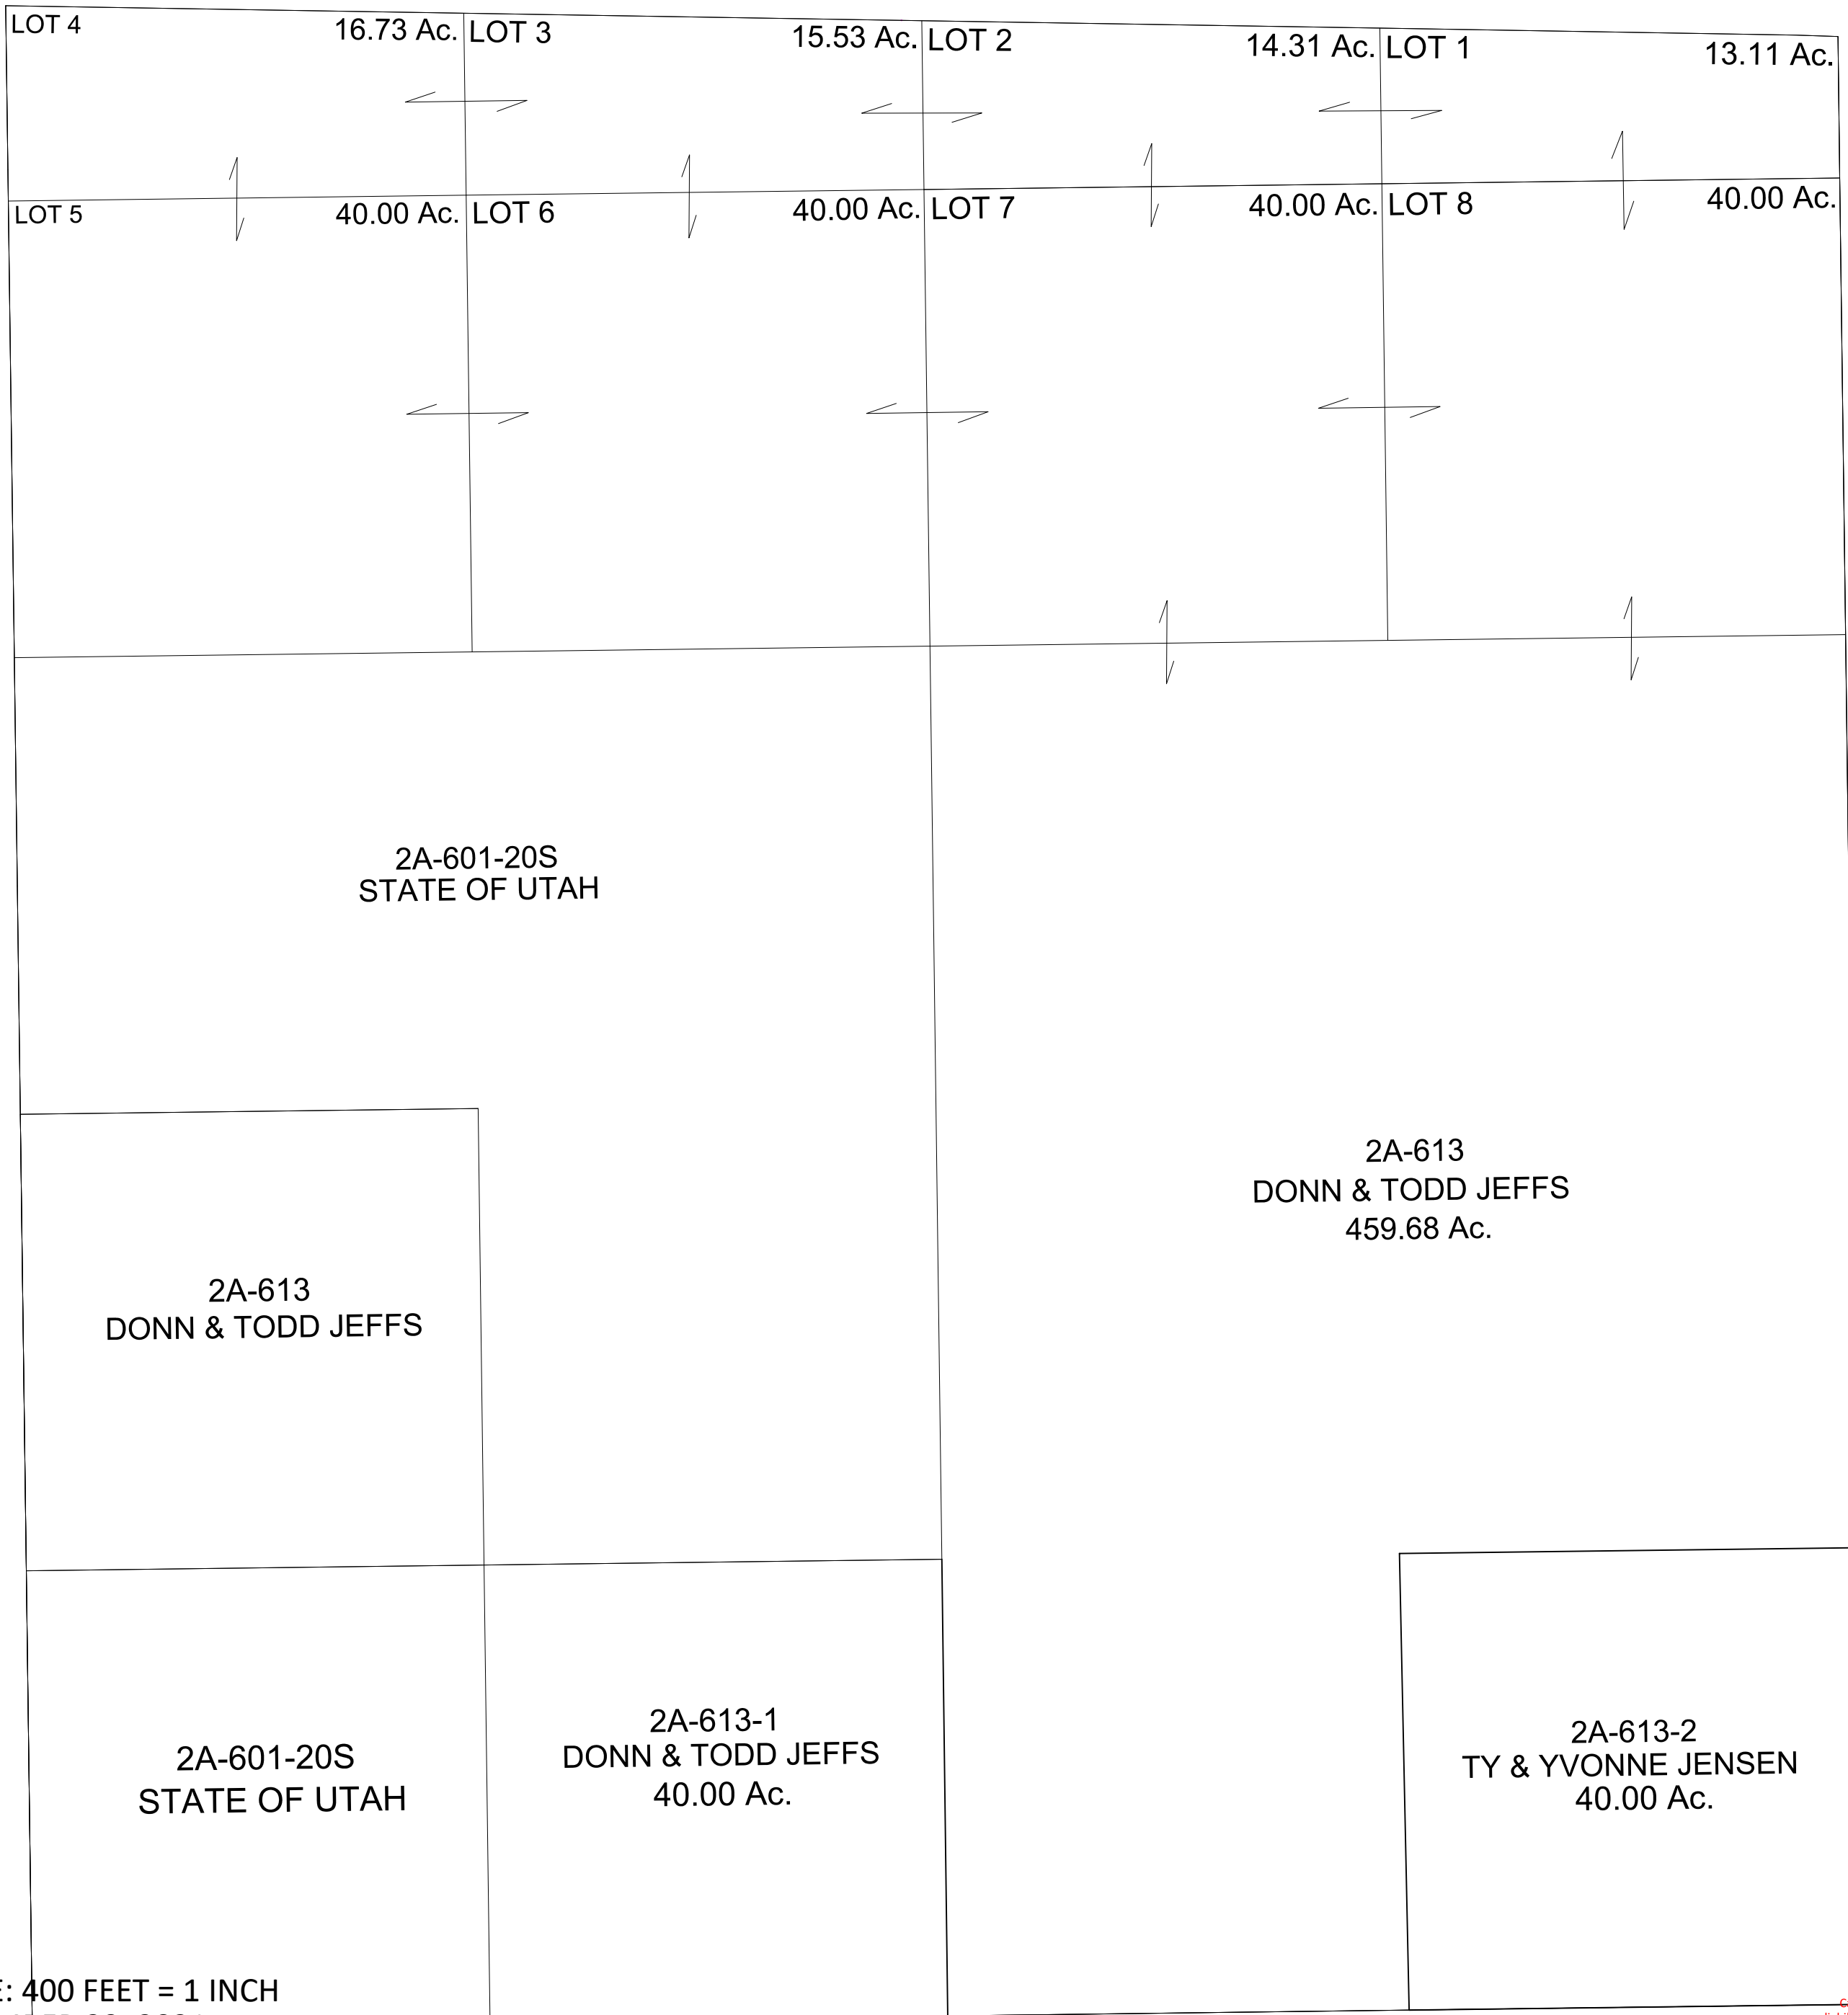 LOT 4
16.73 Ac.
LOT 3
15.53 Ac.
LOT 2
14.31 Ac.
LOT 1
13.11 Ac.
LOT 5
40.00 Ac.
LOT 6
40.00 Ac.
LOT 7
40.00 Ac.
LOT 8
40.00 Ac.
2A-601-20S
STATE OF UTAH
2A-613
DONN & TODD JEFFS
459.68 Ac.
2A-613
DONN & TODD JEFFS
2A-601-20S
STATE OF UTAH
2A-613-1
DONN & TODD JEFFS
40.00 Ac.
2A-613-2
TY & YVONNE JENSEN
40.00 Ac.
E: 400 FEET = 1 INCH